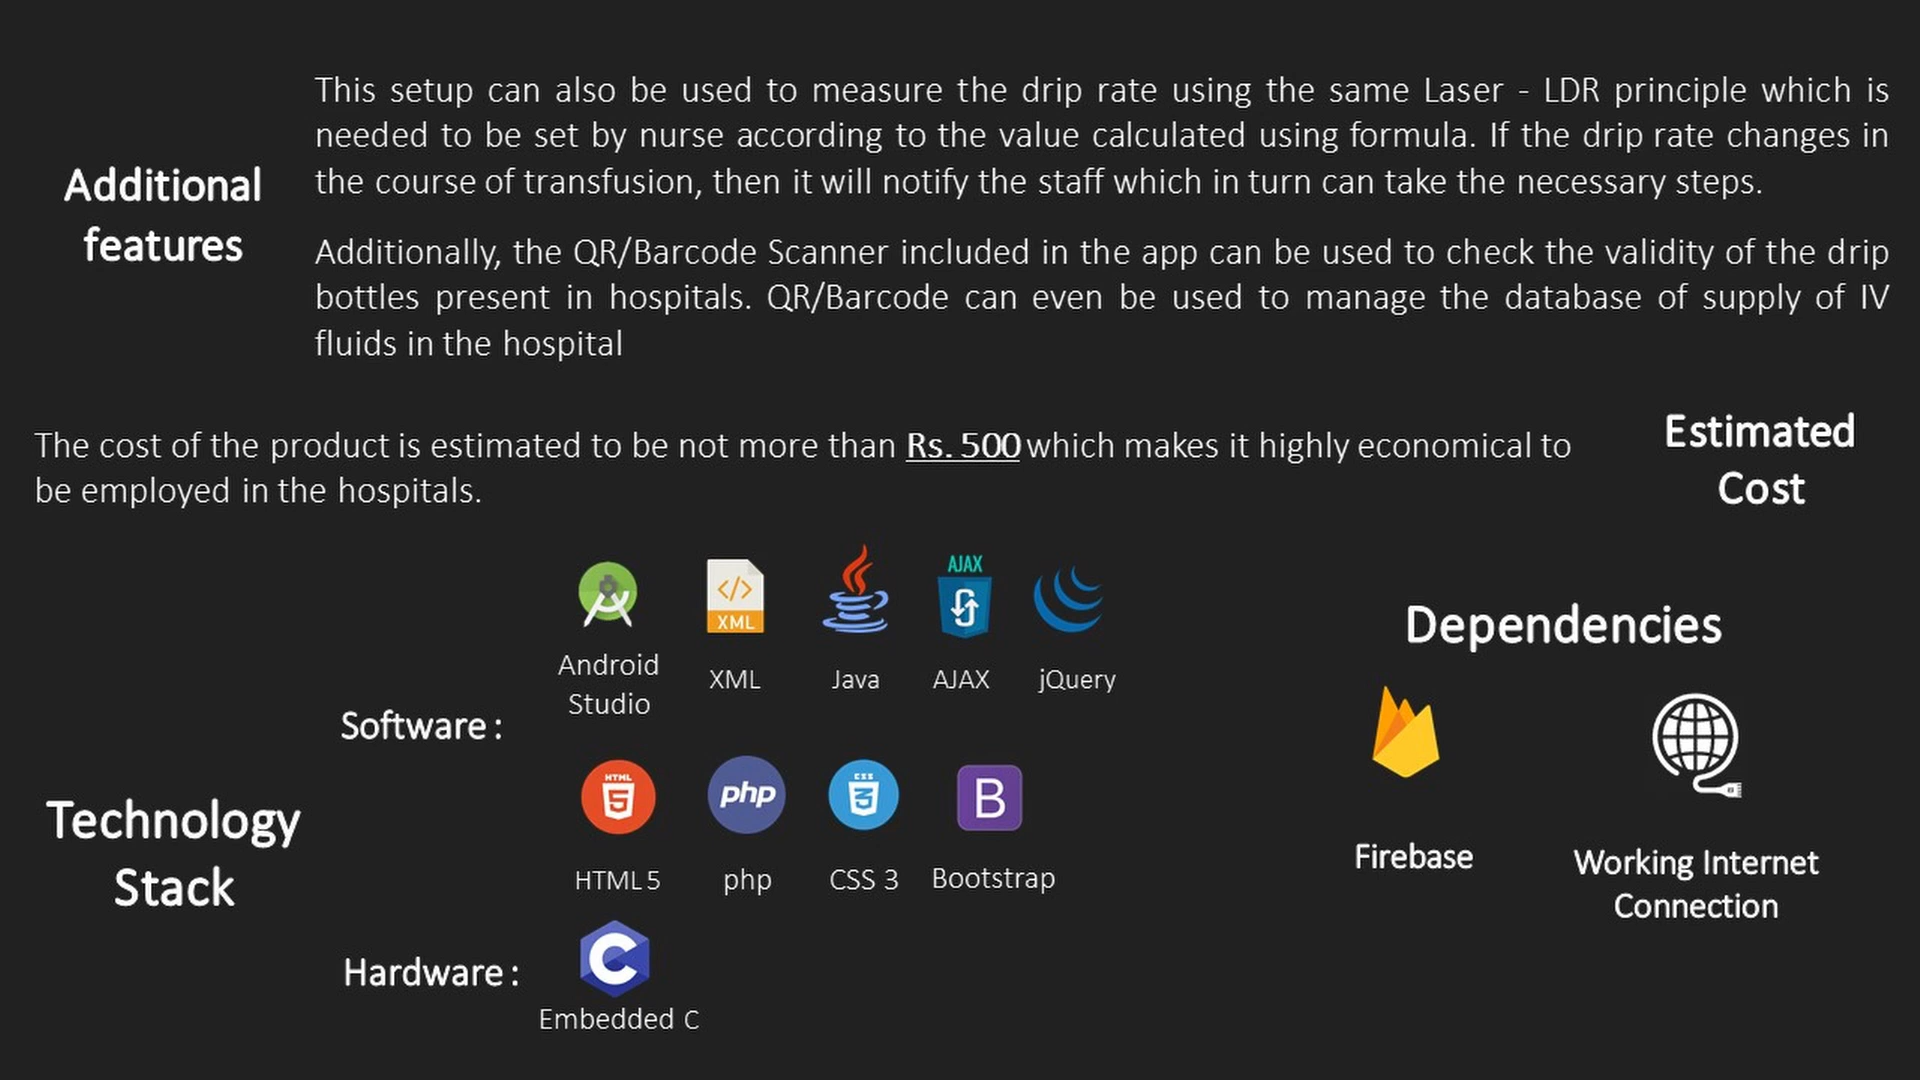 Additional
features
This setup can also be used to measure the drip rate using the same Laser - LDR principle which is
needed to be set by nurse according to the value calculated using formula. If the drip rate changes in
the course of transfusion, then it will notify the staff which in turn can take the necessary steps.
Additionally, the QR/Barcode Scanner included in the app can be used to check the validity of the drip
bottles present in hospitals. QR/Barcode can even be used to manage the database of supply of IV
fluids in the hospital
The cost of the product is estimated to be not more than Rs. 500 which makes it highly economical to
be employed in the hospitals.
Estimated
Cost
Technology
Stack
Software :
</>
XML
AJAX
Android
Studio
XML
Java
AJAX
jQuery
HTML
5
php
CSS
3
B
HTML 5
php
CSS 3
Bootstrap
Hardware :
C
Embedded C
Dependencies
Firebase
Working Internet
Connection